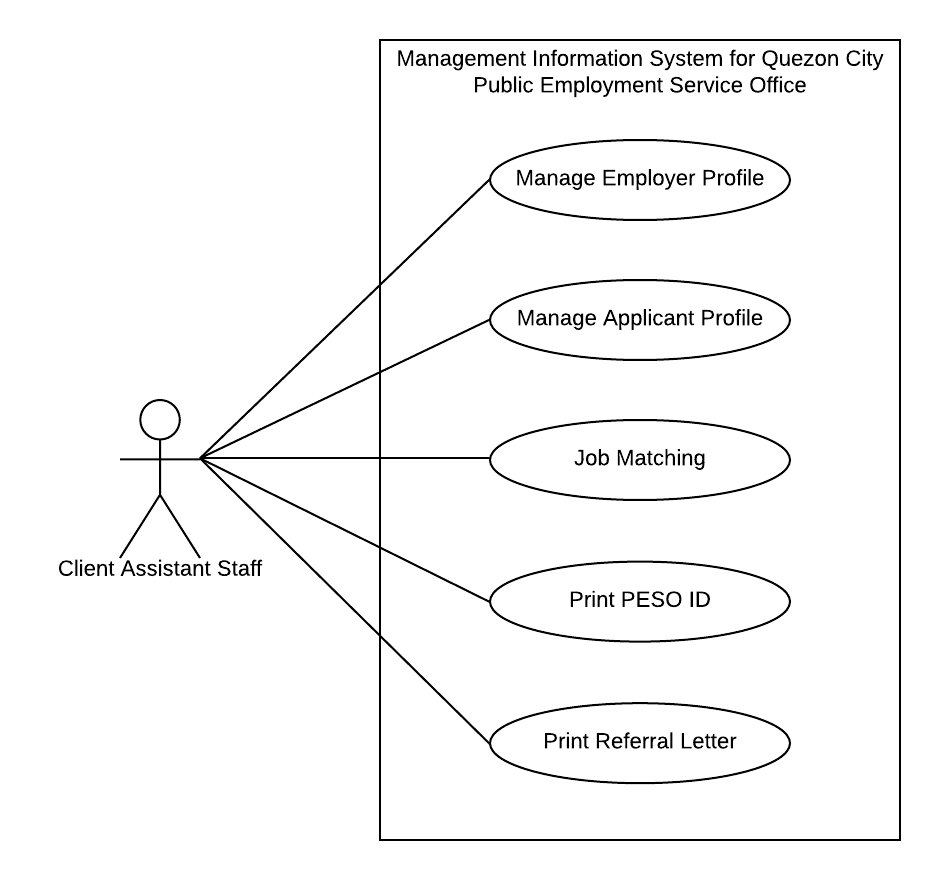 Management Information System for Quezon City
Public Employment Service Office
Manage Employer Profile
Manage Applicant Profile
Job Matching
Client Assistant Staff
Print PESO ID
Print Referral Letter